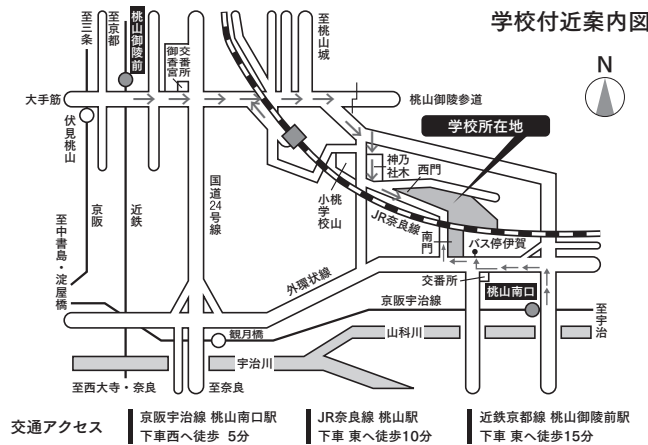 学校付近案内図
至三条
至京都
桃山御陵前
交番所
御香宮
至桃山城
N
大手筋
桃山御陵参道
伏見桃山
学校所在地
乃木神社
西門
桃山小学校
国道24号線
京阪
近鉄
JR奈良線
南門
バス停伊賀
至中書島・淀屋橋
外環状線
交番所
桃山南口
京阪宇治線
至宇治
観月橋
山科川
宇治川
至西大寺・奈良
至奈良
交通アクセス
京阪宇治線 桃山南口駅
下車西へ徒歩 5分
JR奈良線 桃山駅
下車 東へ徒歩10分
近鉄京都線 桃山御陵前駅
下車 東へ徒歩15分